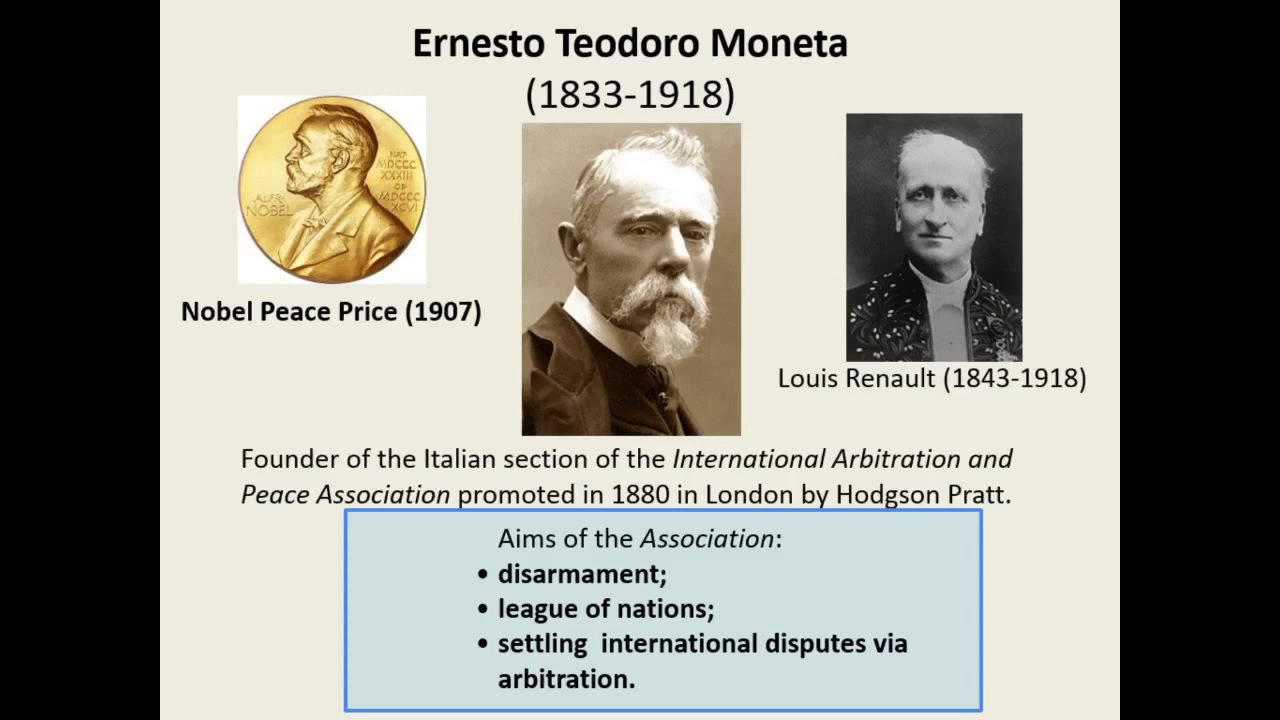 Ernesto Teodoro Moneta
(1833-1918)
NAT
MDCCC
XXXIII
OB
MDCCC
XCVI
ALFR
NOBEL
Nobel Peace Price (1907)
Louis Renault (1843-1918)
Founder of the Italian section of the International Arbitration and
Peace Association promoted in 1880 in London by Hodgson Pratt.
Aims of the Association:
• disarmament;
• league of nations;
• settling international disputes via
arbitration.